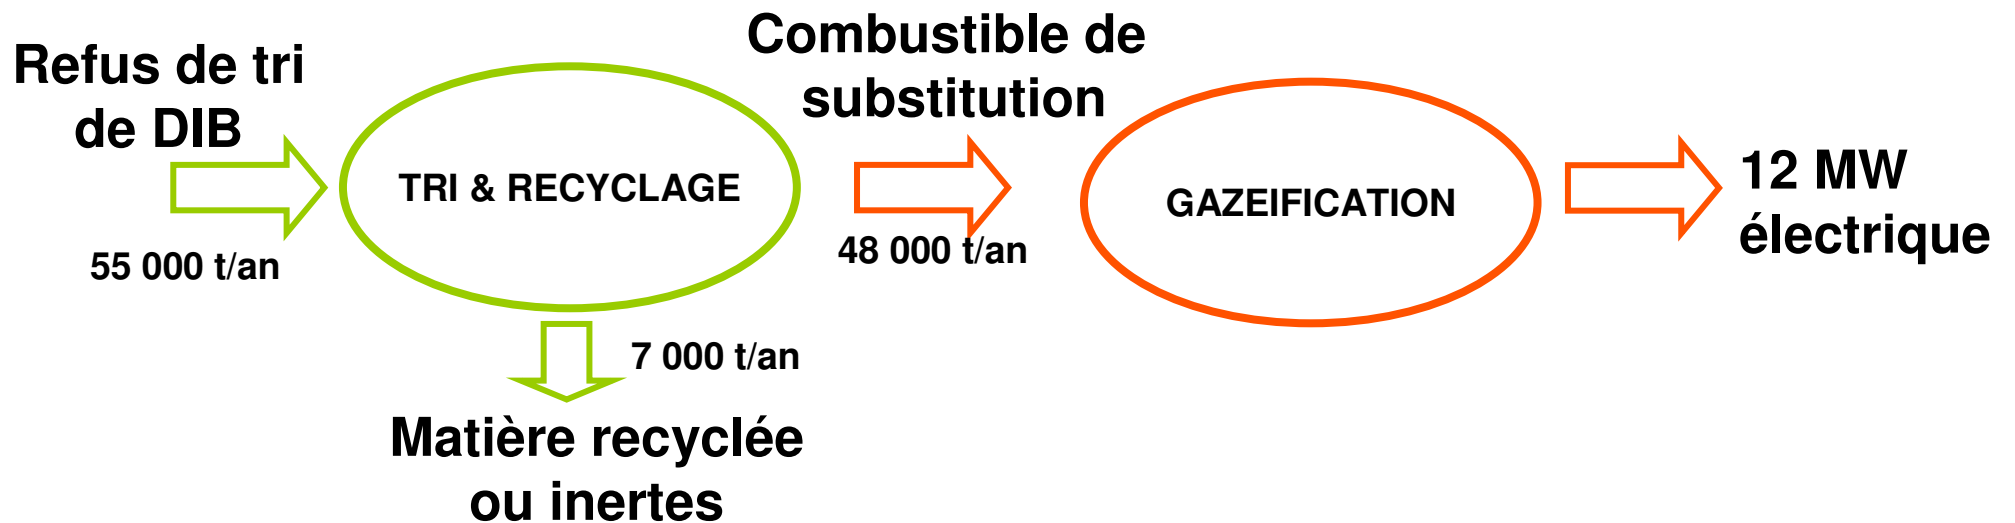 Refus de tri
de DIB
55 000 t/an
TRI & RECYCLAGE
7 000 t/an
Matière recyclée
ou inertes
Combustible de
substitution
48 000 t/an
GAZEIFICATION
12 MW
électrique